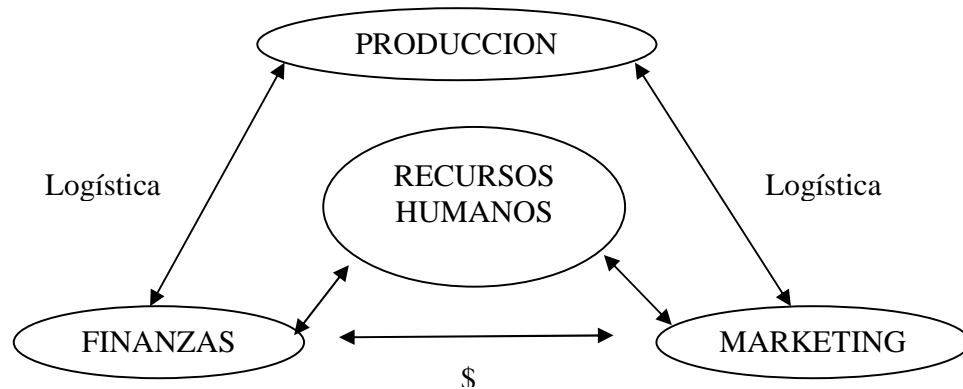 PRODUCCION
RECURSOS
HUMANOS
Logística
Logística
FINANZAS
MARKETING
$